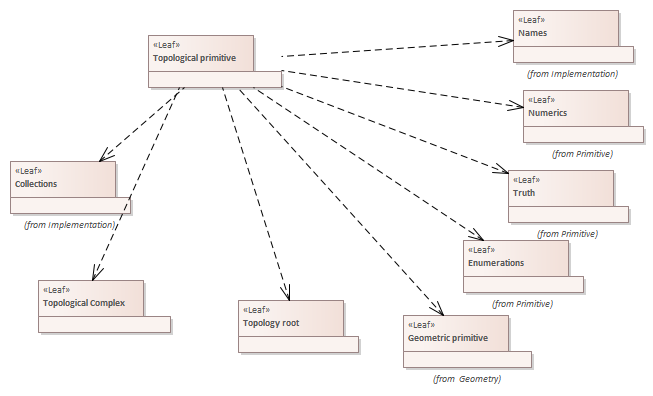 «Leaf»
Topological primitive
«Leaf»
Names
(from Implementation)
«Leaf»
Numerics
(from Primitive)
«Leaf»
Truth
(from Primitive)
«Leaf»
Enumerations
(from Primitive)
«Leaf»
Collections
(from Implementation)
«Leaf»
Topological Complex
«Leaf»
Topology root
«Leaf»
Geometric primitive
(from Geometry)